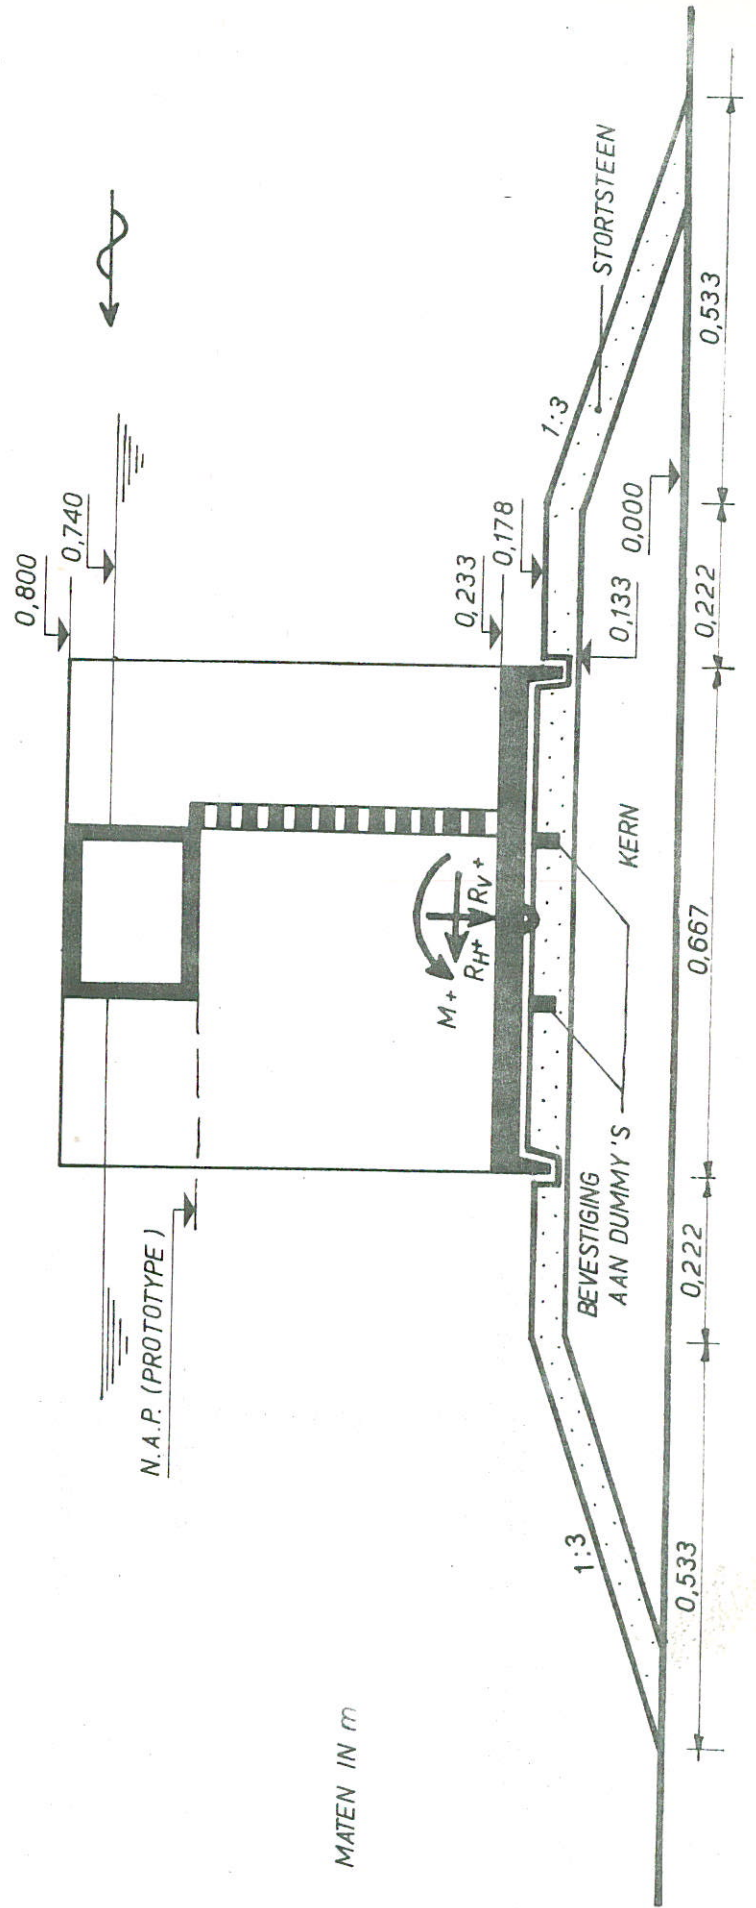 0,800
0,740
0,233
0,178
0,133
0,000
1:3
STORTSTEEN
N.A.P. (PROTOTYPE)
M+
RH+
RV+
KERN
BEVESTIGING
AAN DUMMY'S
1:3
0,533
0,222
0,667
0,222
0,533
MATEN IN m